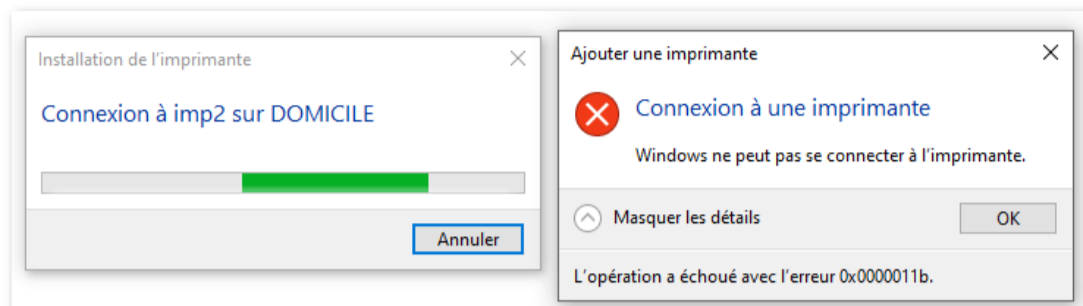 Installation de l'imprimante
Connexion à imp2 sur DOMICILE
Annuler
Ajouter une imprimante
Connexion à une imprimante
Windows ne peut pas se connecter à l'imprimante.
Masquer les détails
OK
L'opération a échoué avec l'erreur 0x0000011b.